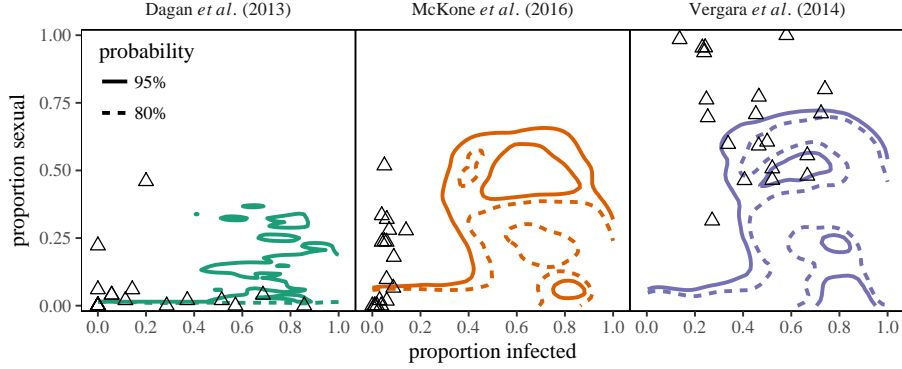 Dagan et al. (2013) McKone et al. (2016) Vergara et al. (2014)
proportion sexual
1.00
0.75
0.50
0.25
0.00
probability
95%
80%
0.0 0.2 0.4 0.6 0.8 1.0 0.0 0.2 0.4 0.6 0.8 1.0 0.0 0.2 0.4 0.6 0.8 1.0
proportion infected